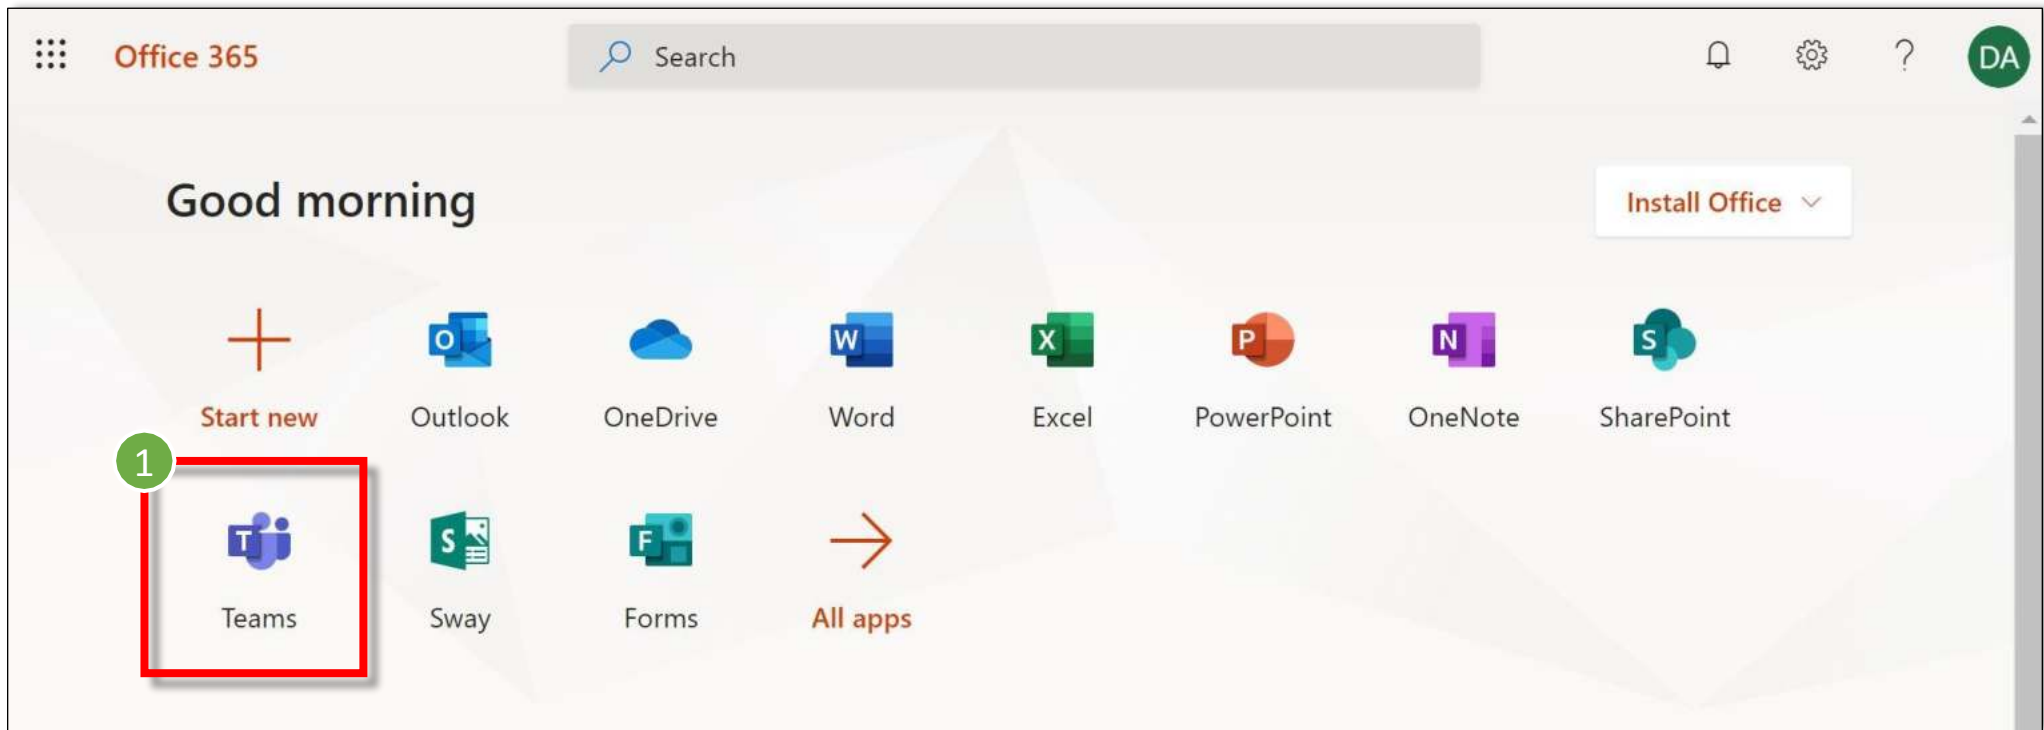 Office 365
Search
?
DA
Good morning
Install Office
O
W
X
P
N
S
Start new
Outlook
OneDrive
Word
Excel
PowerPoint
OneNote
SharePoint
1
T
S
F
Teams
Sway
Forms
All apps